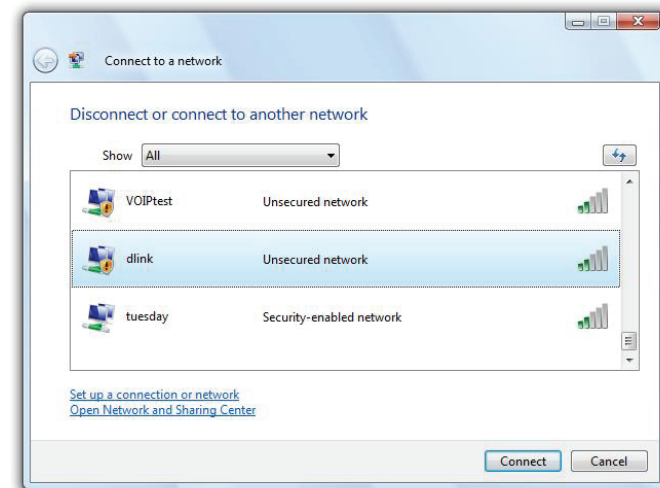 Connect to a network
Disconnect or connect to another network
Show All
VOIPtest Unsecured network
dlink Unsecured network
tuesday Security-enabled network
Set up a connection or network
Open Network and Sharing Center
Connect Cancel